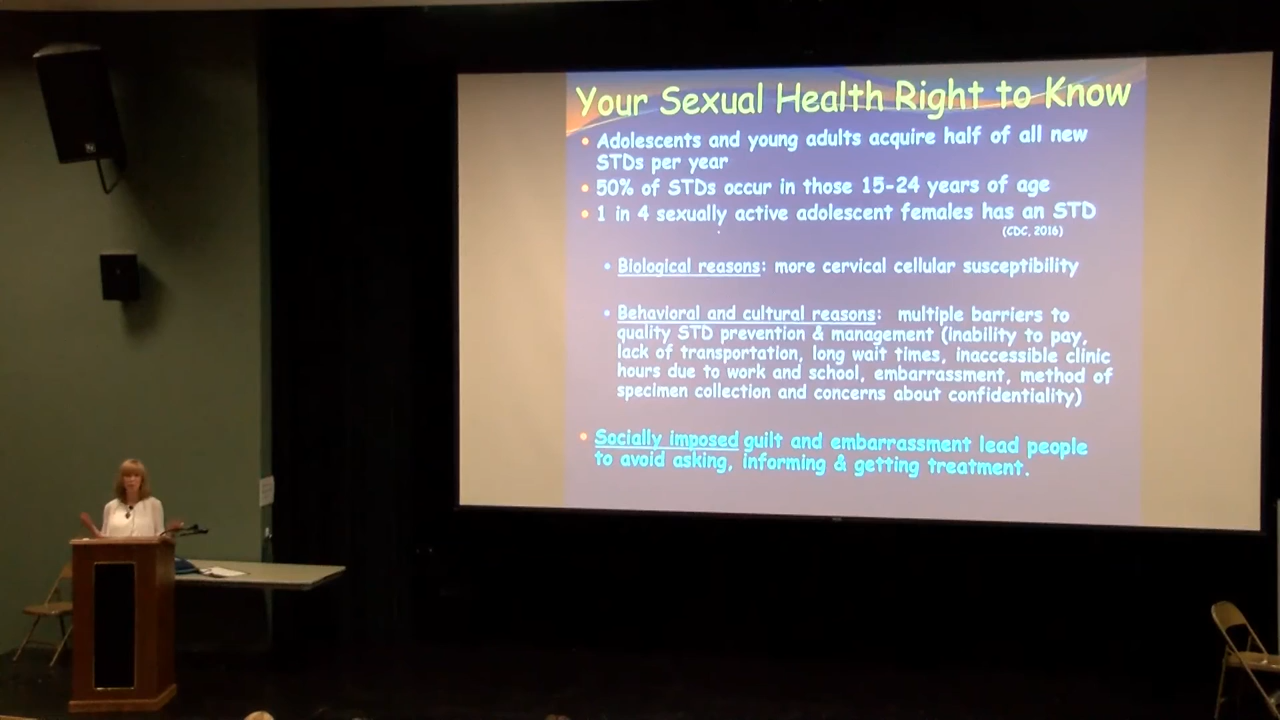 Your Sexual Health Right to Know
• Adolescents and young adults acquire half of all new
STDs per year
• 50% of STDs occur in those 15-24 years of age
• 1 in 4 sexually active adolescent females has an STD
(CDC, 2016)
• Biological reasons: more cervical cellular susceptibility
• Behavioral and cultural reasons: multiple barriers to
quality STD prevention & management (inability to pay,
lack of transportation, long wait times, inaccessible clinic
hours due to work and school, embarrassment, method of
specimen collection and concerns about confidentiality)
• Socially imposed guilt and embarrassment lead people
to avoid asking, informing & getting treatment.